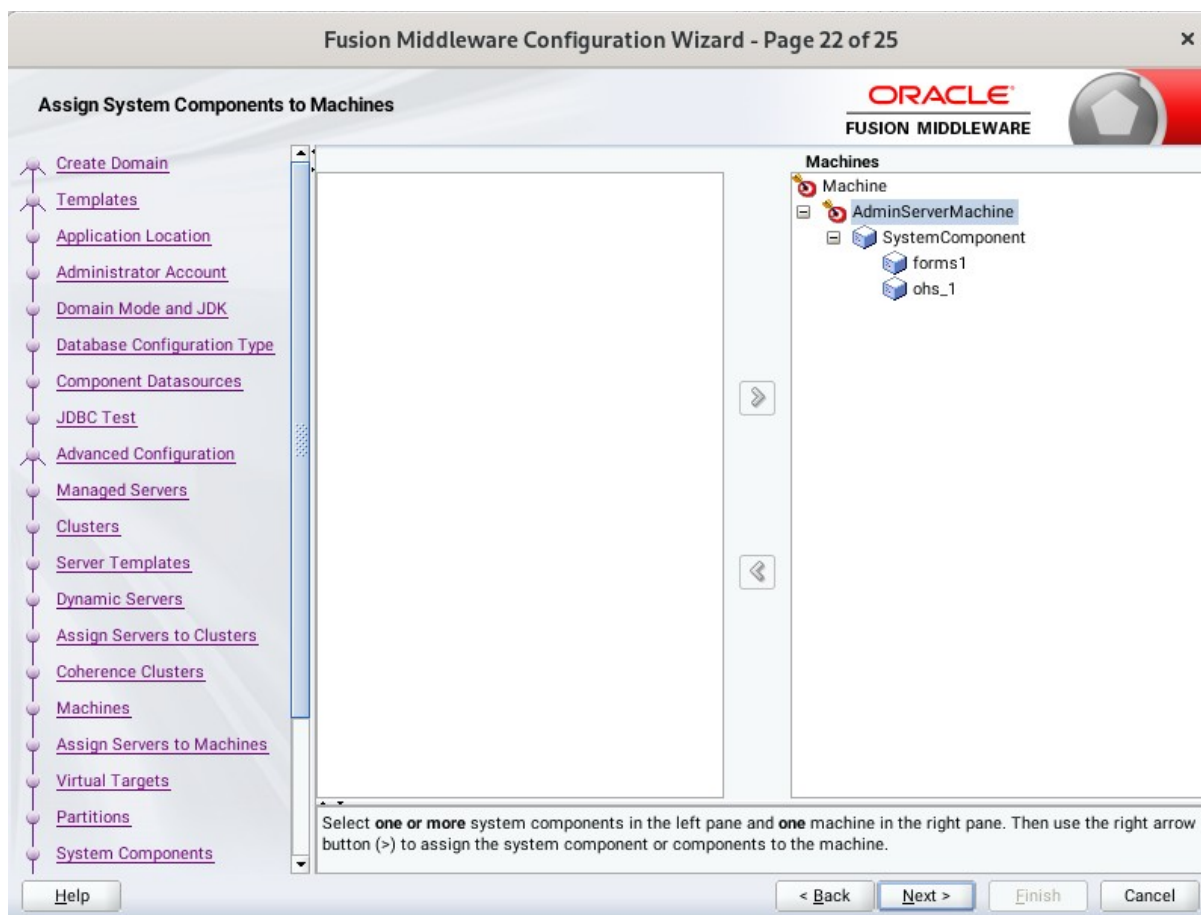 Fusion Middleware Configuration Wizard - Page 22 of 25
×
Assign System Components to Machines
ORACLE
FUSION MIDDLEWARE
Create Domain
Templates
Application Location
Administrator Account
Domain Mode and JDK
Database Configuration Type
Component Datasources
JDBC Test
Advanced Configuration
Managed Servers
Clusters
Server Templates
Dynamic Servers
Assign Servers to Clusters
Coherence Clusters
Machines
Assign Servers to Machines
Virtual Targets
Partitions
System Components
Machines
Machine
AdminServerMachine
SystemComponent
forms1
ohs_1
Select one or more system components in the left pane and one machine in the right pane. Then use the right arrow
button (>) to assign the system component or components to the machine.
Help
< Back
Next >
Finish
Cancel